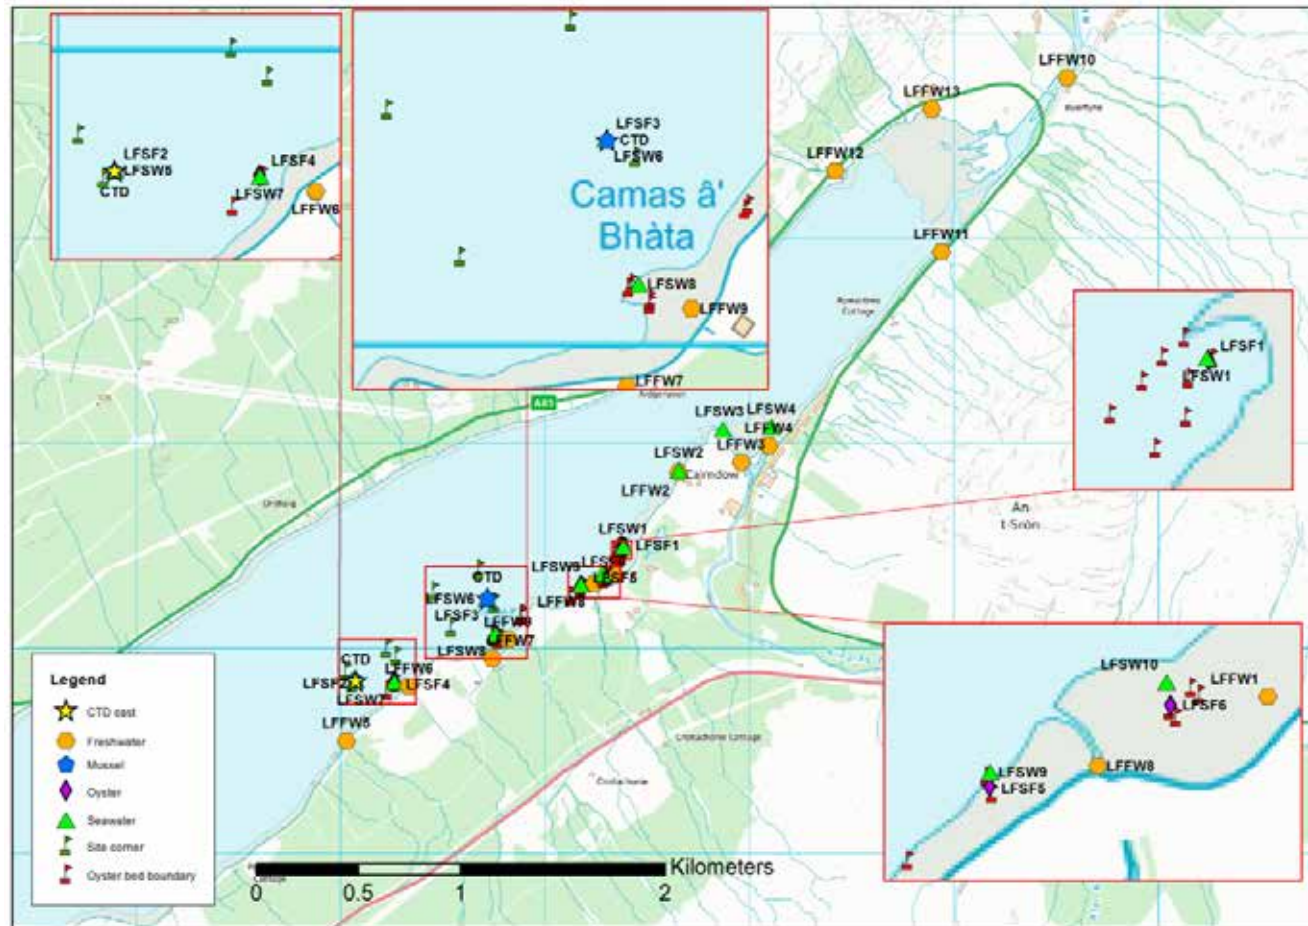 LFSF2
LFSW5
CTD
LFSF4
LFSW7
LFFW6
LFSF3
CTD
LFSW6
Camas â'
Bhàta
LFSW8
LFFW9
LFFW10
LFFW13
LFFW12
LFFW11
LFFW7
A83
LFSF1
LFSW1
LFSW3
LFSW4
LFFW4
LFFW3
LFSW2
Cairndow
LFFW2
An
t-Sròn
LFSW1
LFSF1
LFSW9
LFSF5
LFFW8
CTD
LFSW6
LFSF3
LFFW7
LFSW8
CTD
LFFW6
LFSF2
LFSF4
LFSW7
LFFW5
LFSW10
LFFW1
LFSF6
LFFW8
LFSW9
LFSF5
Legend
CTD cast
Freshwater
Mussel
Oyster
Seawater
Site corner
Oyster bed boundary
Kilometers
0 0.5 1 2
Cottage